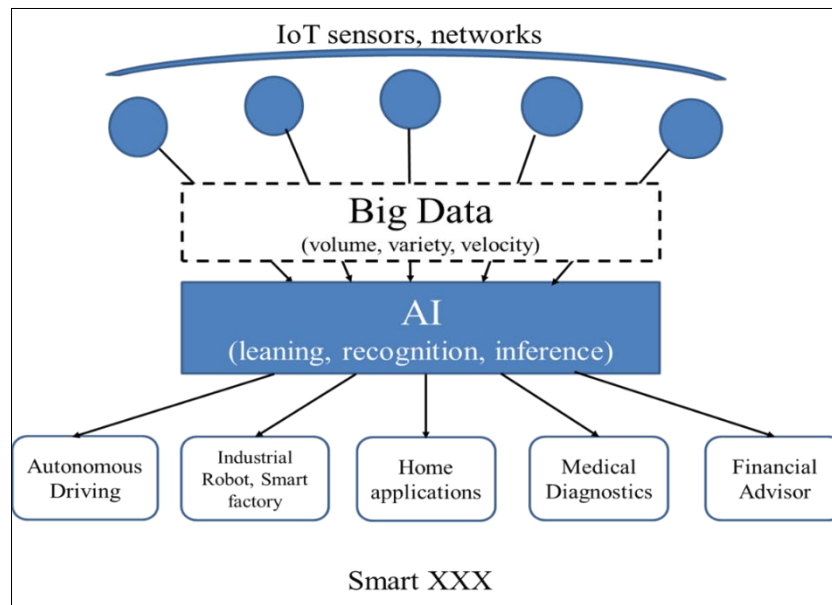 IoT sensors, networks
Big Data
(volume, variety, velocity)
AI
(leaning, recognition, inference)
Autonomous
Driving
Industrial
Robot, Smart
factory
Home
applications
Medical
Diagnostics
Financial
Advisor
Smart XXX